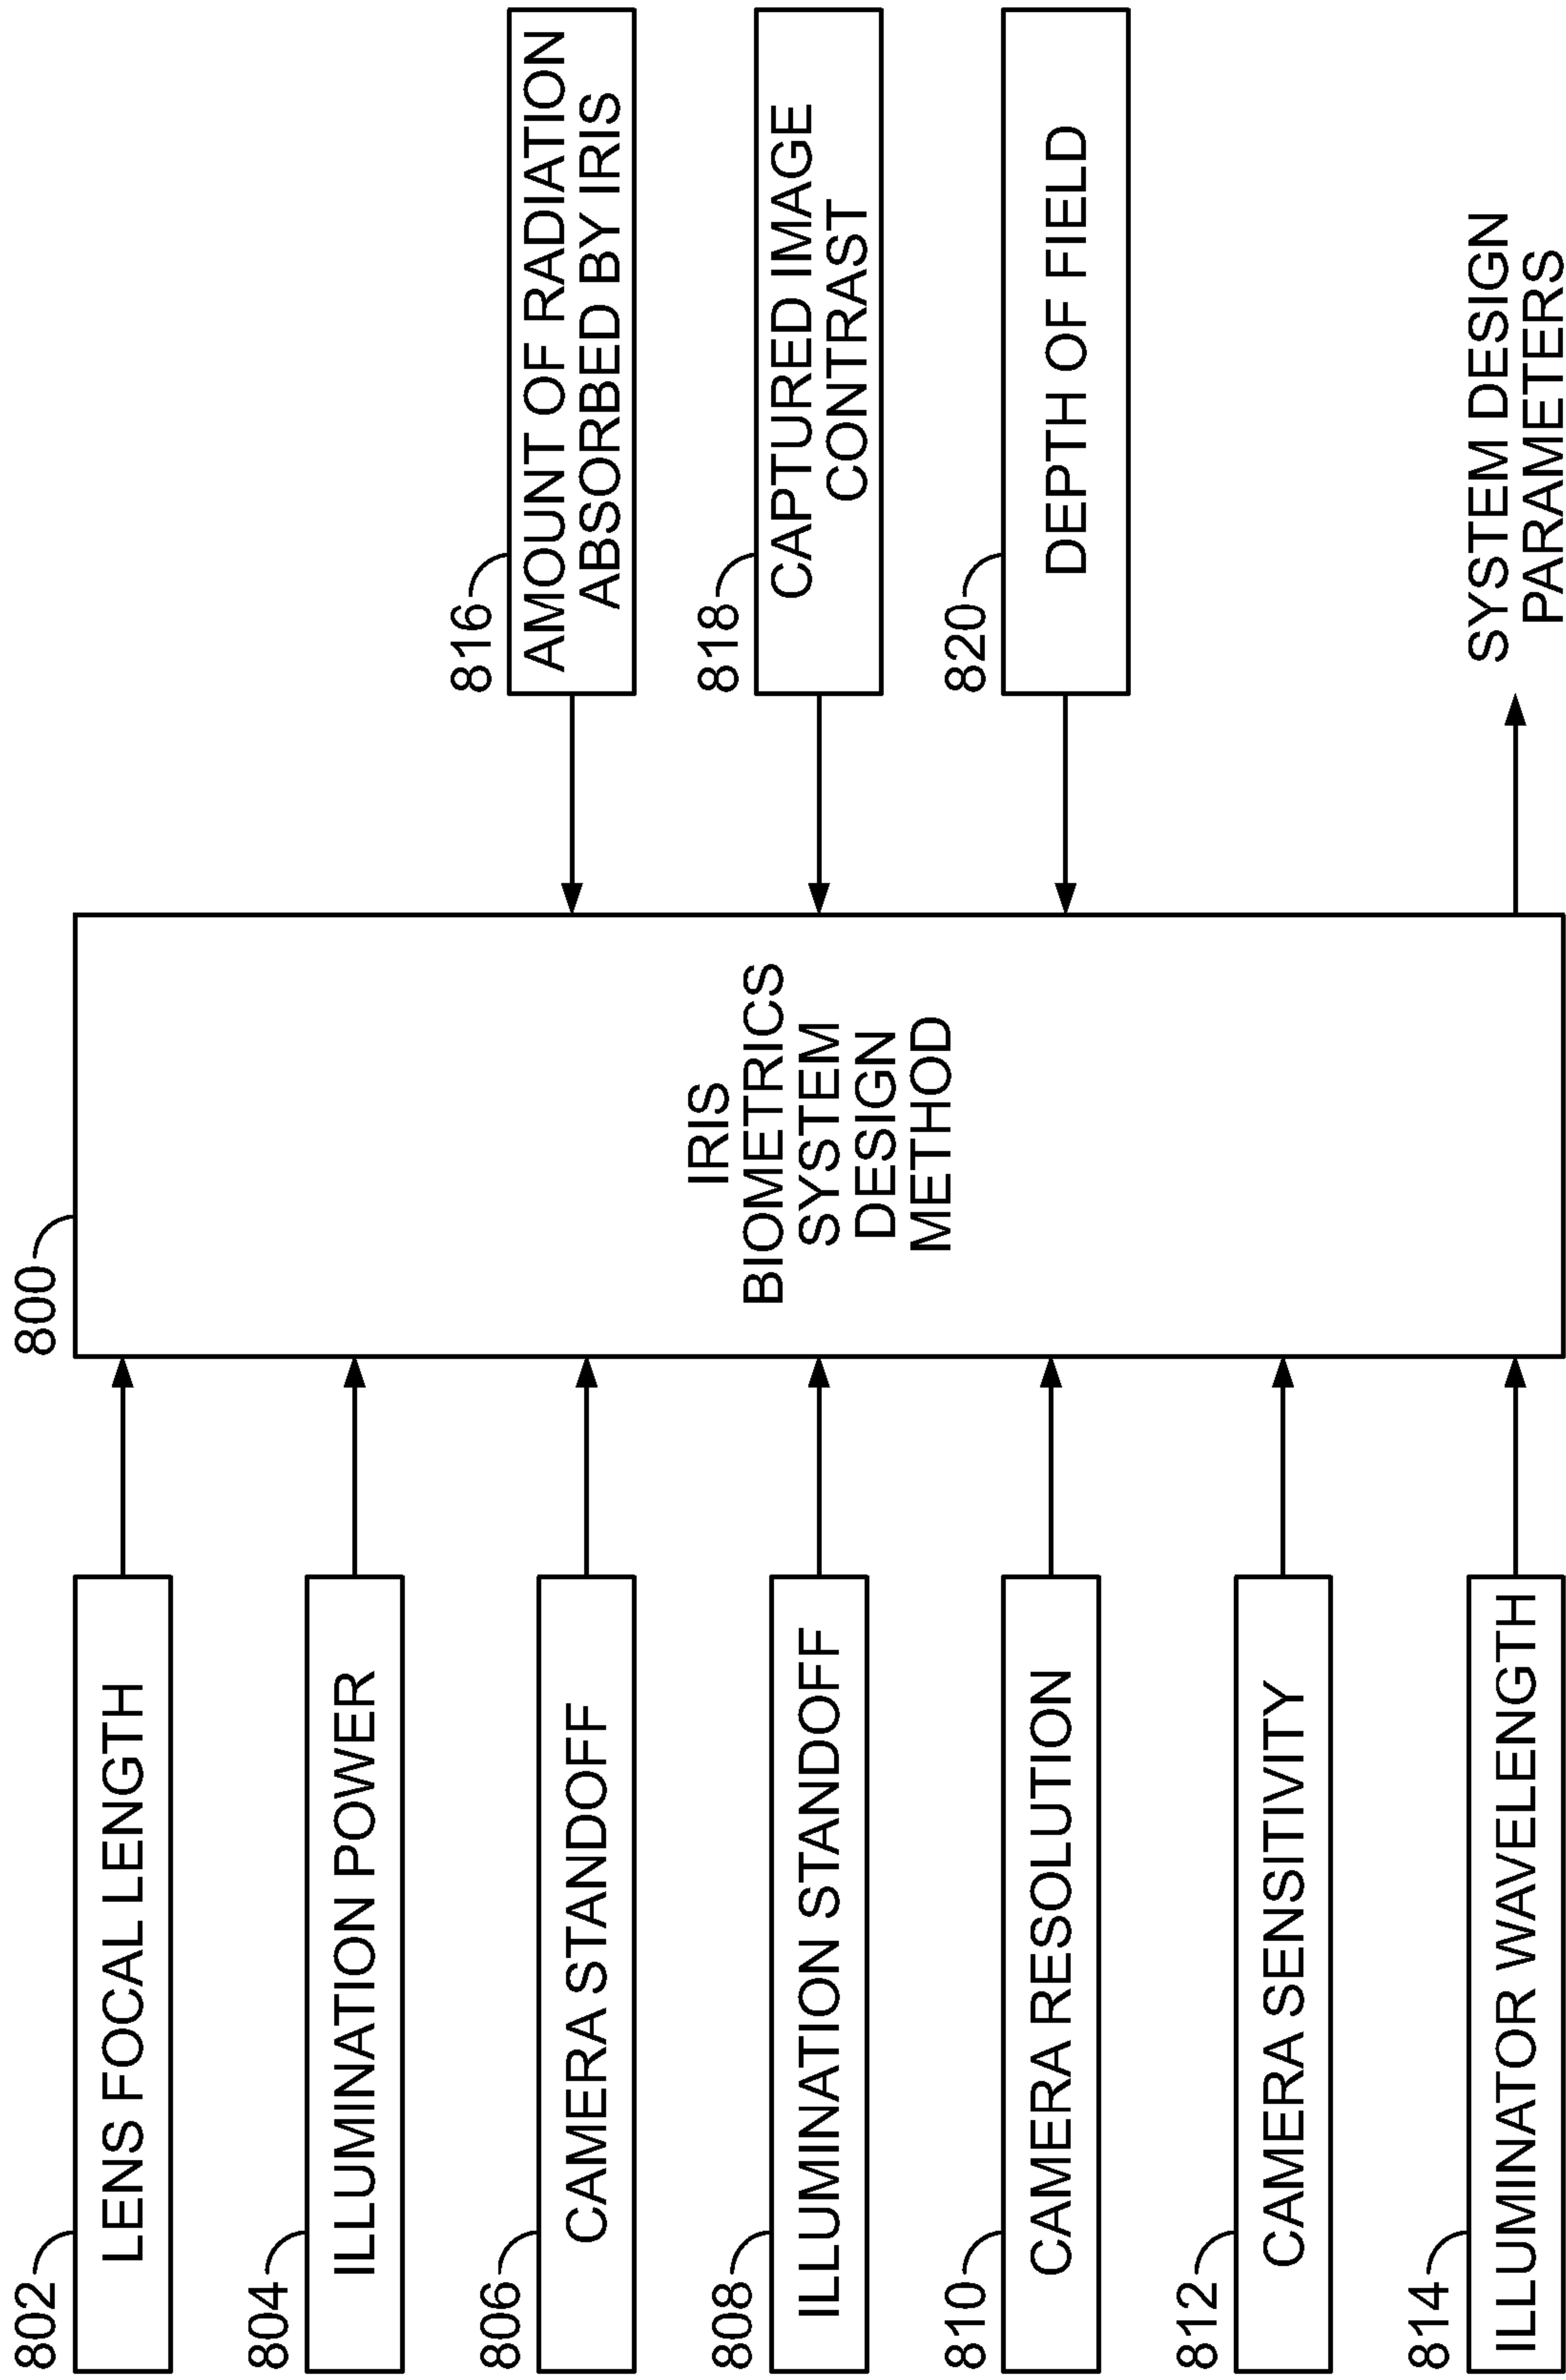 802
LENS FOCAL LENGTH
804
ILLUMINATION POWER
806
CAMERA STANDOFF
808
ILLUMINATION STANDOFF
810
CAMERA RESOLUTION
812
CAMERA SENSITIVITY
814
ILLUMINATOR WAVELENGTH
800
IRIS
BIOMETRICS
SYSTEM
DESIGN
METHOD
816
AMOUNT OF RADIATION
ABSORBED BY IRIS
818
CAPTURED IMAGE
CONTRAST
820
DEPTH OF FIELD
SYSTEM DESIGN
PARAMETERS